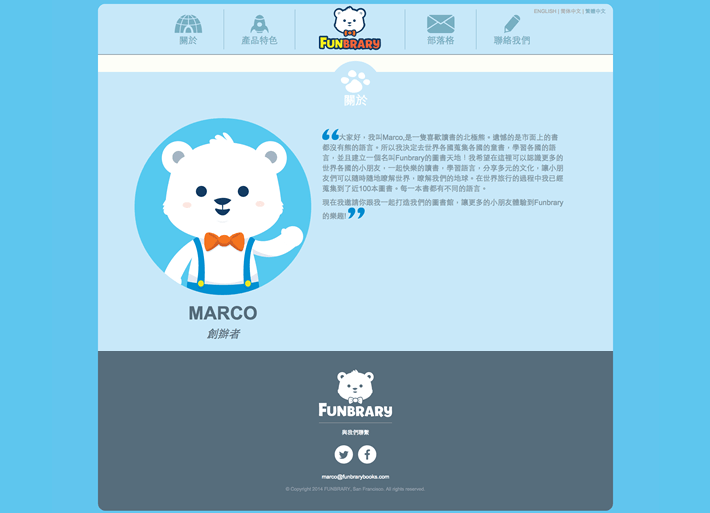 ENGLISH | 简体中文 | 繁體中文
關於
產品特色
FUNBRARY
部落格
聯絡我們
關於
“大家好，我叫Marco,是一隻喜歡讀書的北極熊。遺憾的是市面上的書
都沒有熊的語言。所以我決定去世界各國蒐集各國的童書，學習各國的語
言，並且建立一個名叫Funbrary的圖書天地！我希望在這裡可以認識更多的
世界各國的小朋友，一起快樂的讀書，學習語言，分享多元的文化，讓小朋
友們可以隨時隨地瞭解世界，瞭解我們的地球。在世界旅行的過程中我已經
蒐集到了近100本圖書。每一本書都有不同的語言。
現在我邀請你跟我一起打造我們的圖書館，讓更多的小朋友體驗到Funbrary
的樂趣!”
MARCO
創辦者
FUNBRARY
與我們聯繫
marco@funbrarybooks.com
© Copyright 2014 FUNBRARY, San Francisco. All rights reserved